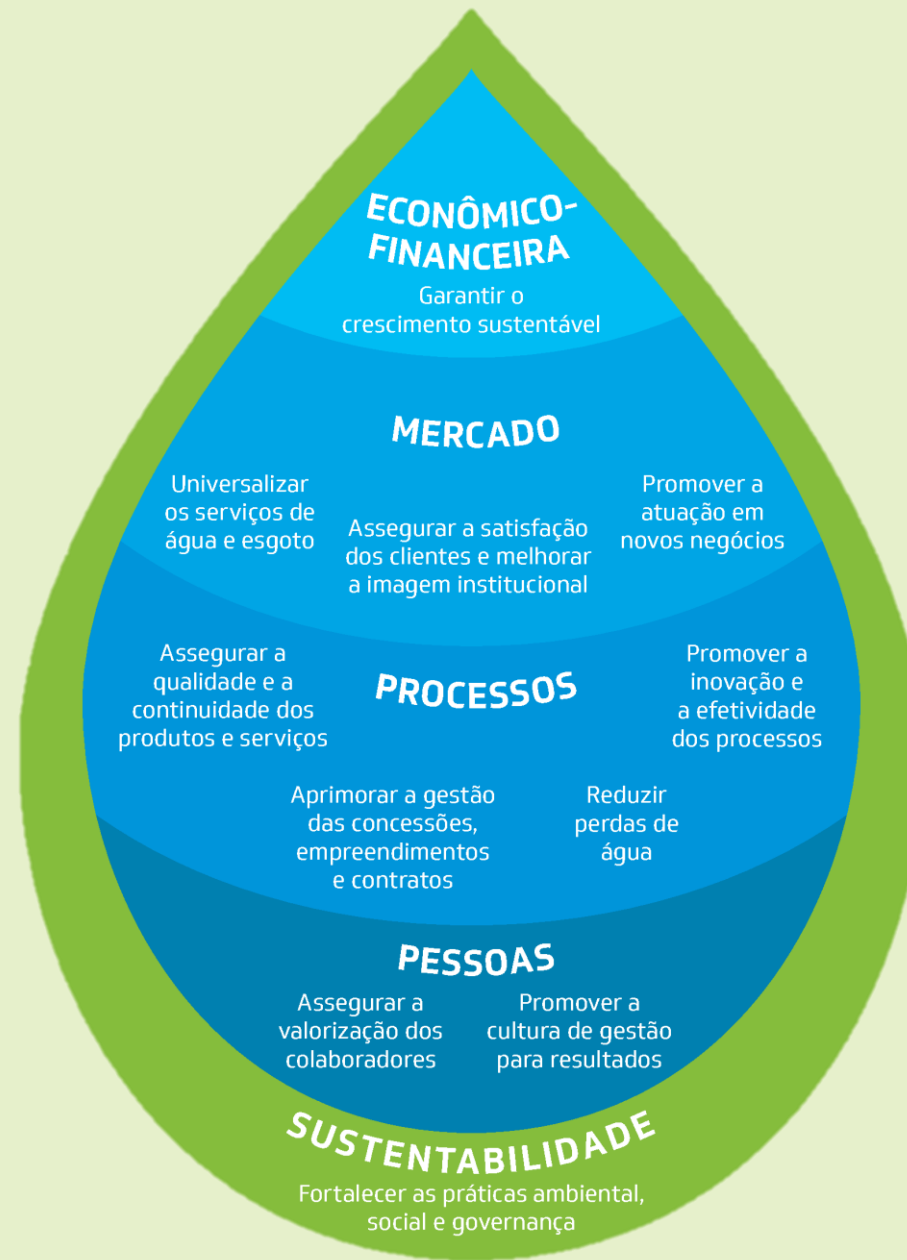 ECONÔMICO-
FINANCEIRA
Garantir o
crescimento sustentável
MERCADO
Universalizar
os serviços de
água e esgoto
Assegurar a satisfação
dos clientes e melhorar
a imagem institucional
Promover a
atuação em
novos negócios
PROCESSOS
Assegurar a
qualidade e a
continuidade dos
produtos e serviços
Promover a
inovação e
a efetividade
dos processos
Aprimorar a gestão
das concessões,
empreendimentos
e contratos
Reduzir
perdas de
água
PESSOAS
Assegurar a
valorização dos
colaboradores
Promover a
cultura de gestão
para resultados
SUSTENTABILIDADE
Fortalecer as práticas ambiental,
social e governança